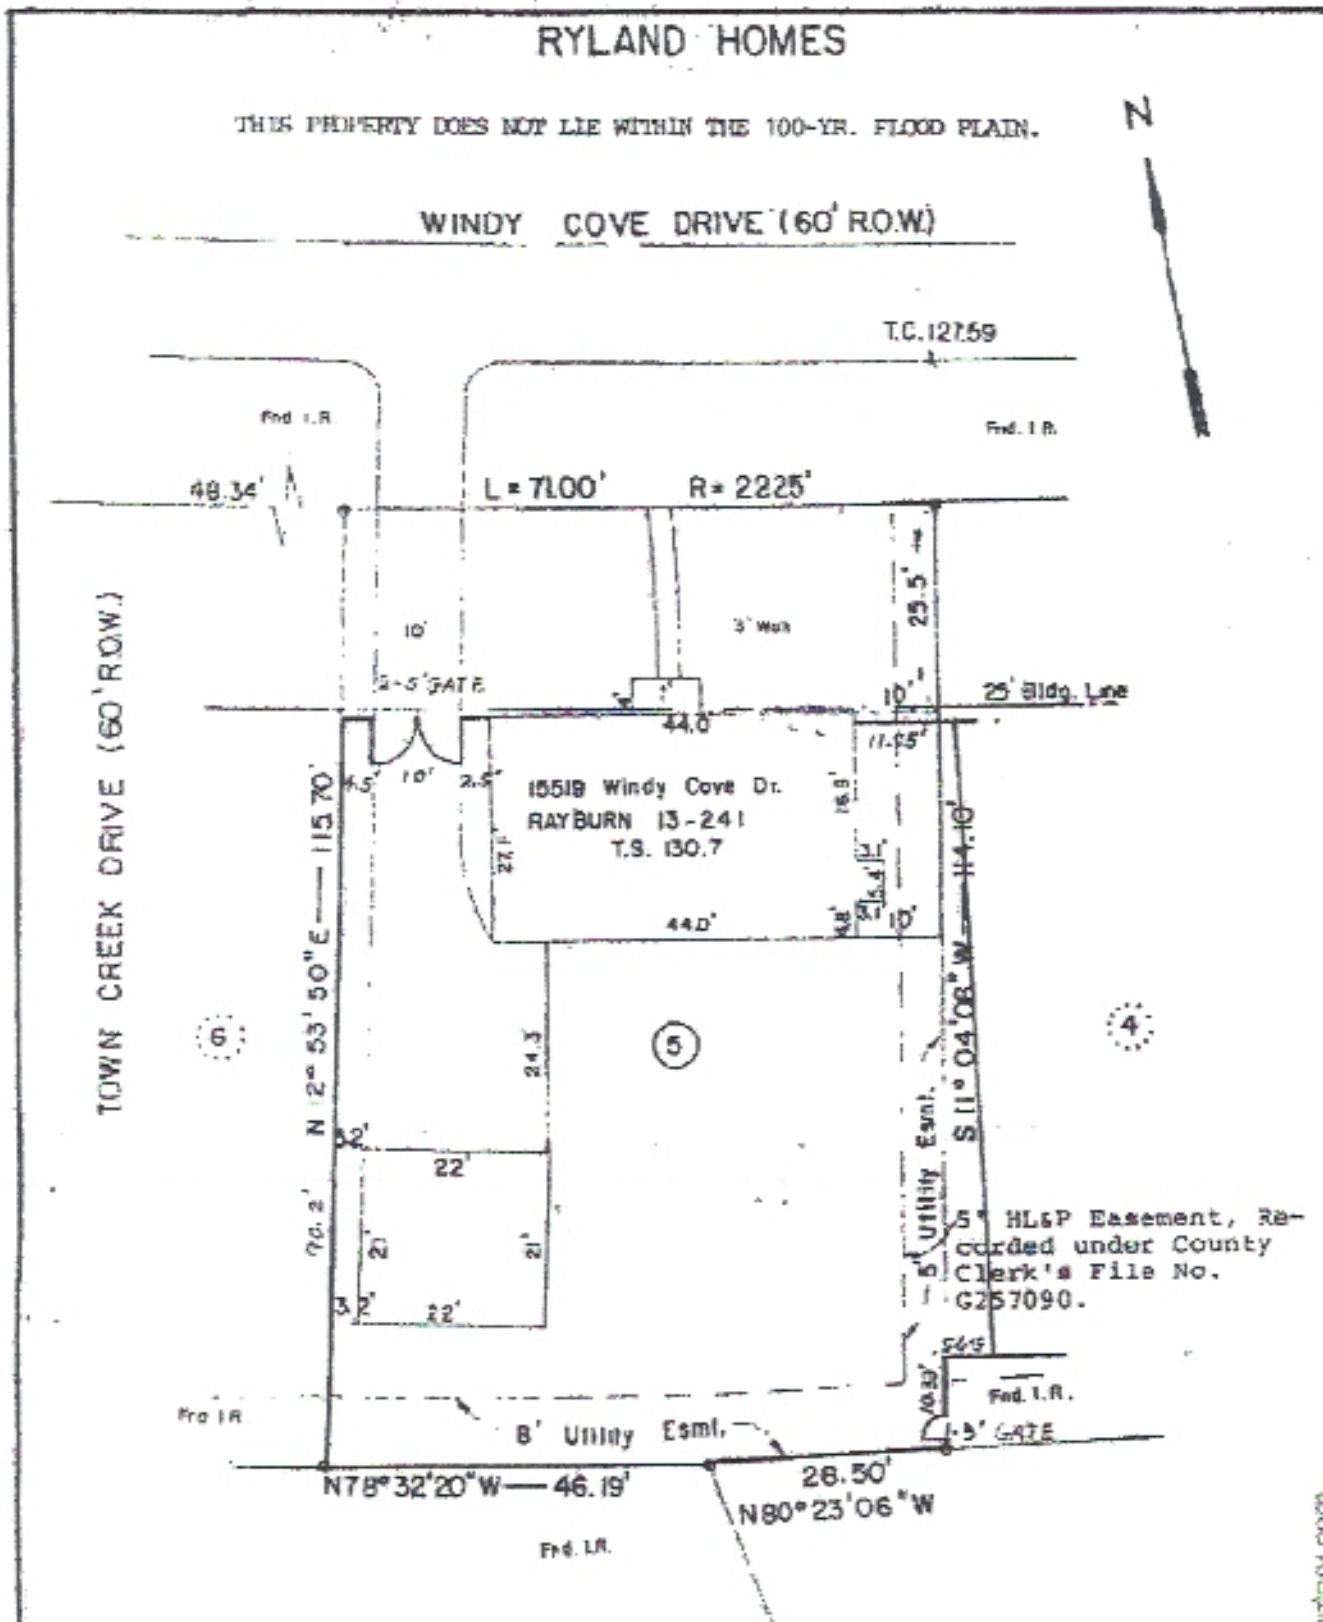 RYLAND HOMES
THIS PROPERTY DOES NOT LIE WITHIN THE 100-YR. FLOOD PLAIN.
N
WINDY COVE DRIVE (60' R.O.W.)
T.C. 127.59
Fnd I.R.
Fnd. I.R.
48.34'
L = 71.00' R = 2225'
25.5'
10'
3' Walk
2-5' GATE
4'
10'
25' Bldg. Line
44.0
4.5'
10'
2.5'
15519 Windy Cove Dr.
RAYBURN 13-241
T.S. 130.7
27.1'
16.9'
3.1'
5.4'
3.1'
4.8'
10'
44.0'
TOWN CREEK DRIVE (60' R.O.W.)
N 12° 53' 50" E — 115.70'
S 11° 04' 06" W — 114.10'
6
5
4
24.3
22'
70.2'
21'
21'
3.2'
22'
5' Utility Esmt.
5' HL&P Easement, Re-
corded under County
Clerk's File No.
G257090.
Fnd I.R.
Fnd. I.R.
8' Utility Esmt.
1-3' GATE
N78°32'20"W — 46.19'
28.50'
N80°23'06"W
Fnd. I.R.